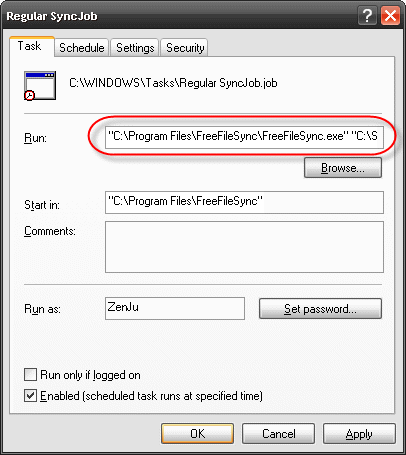 Regular SyncJob
Task Schedule Settings Security
C:\WINDOWS\Tasks\Regular SyncJob.job
Run: "C:\Program Files\FreeFileSync\FreeFileSync.exe" "C:\S
Browse...
Start in: "C:\Program Files\FreeFileSync"
Comments:
Run as: ZenJu Set password...
Run only if logged on
Enabled (scheduled task runs at specified time)
OK Cancel Apply